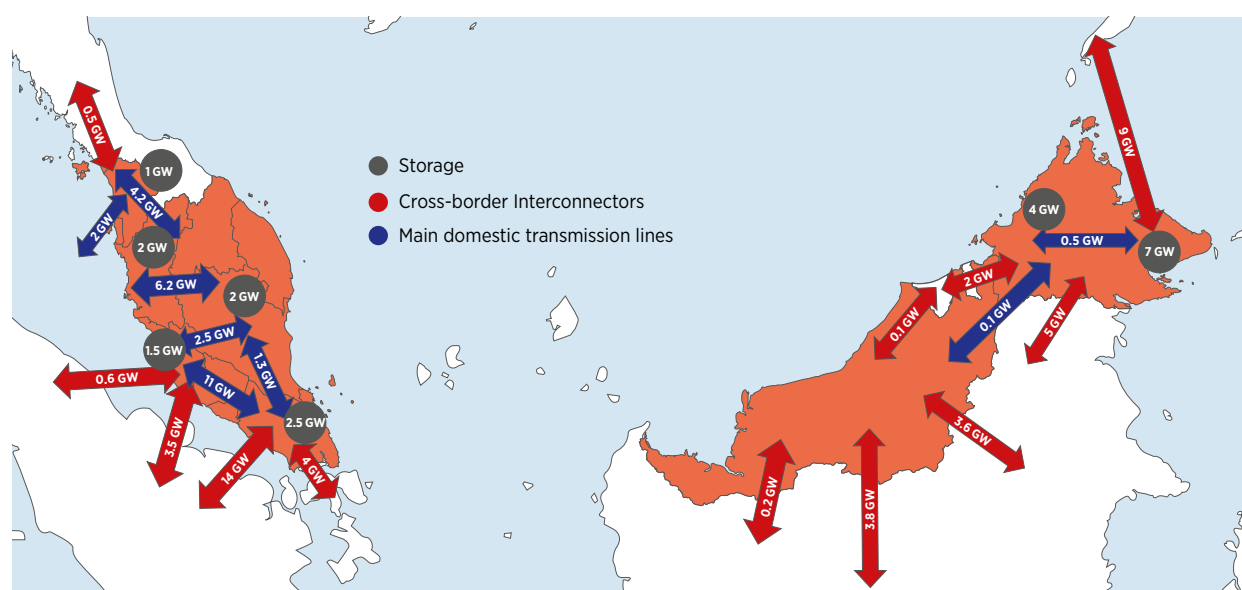 0.5 GW
1 GW
4.2 GW
2 GW
2 GW
6.2 GW
2 GW
2.5 GW
1.5 GW
1.3 GW
0.6 GW
11 GW
2.5 GW
3.5 GW
14 GW
4 GW
Storage
Cross-border Interconnectors
Main domestic transmission lines
9 GW
4 GW
0.5 GW
7 GW
2 GW
0.1 GW
0.1 GW
5 GW
3.6 GW
0.2 GW
3.8 GW